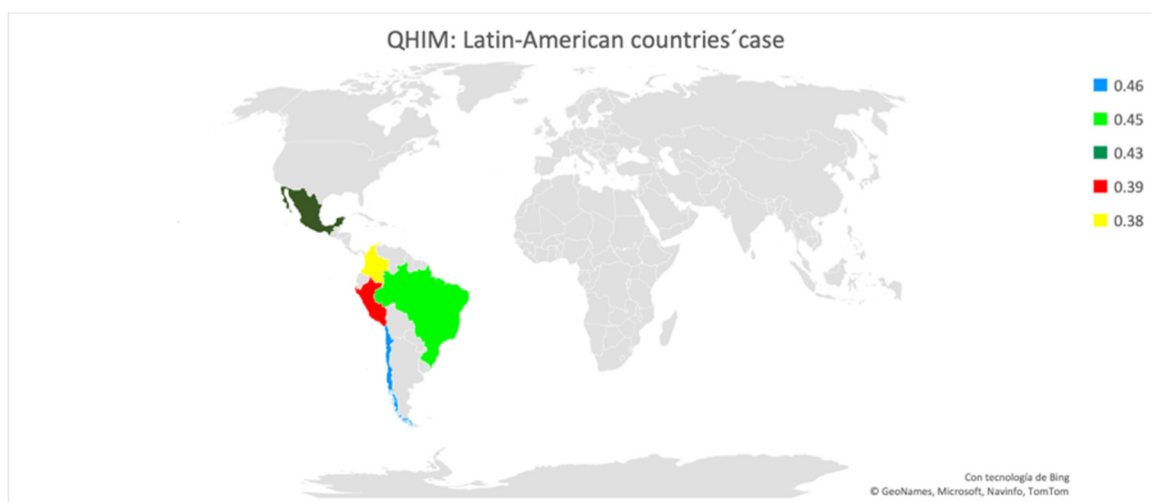 QHIM: Latin-American countries´case
0.46
0.45
0.43
0.39
0.38
Con tecnología de Bing
© GeoNames, Microsoft, Navinfo, TomTom